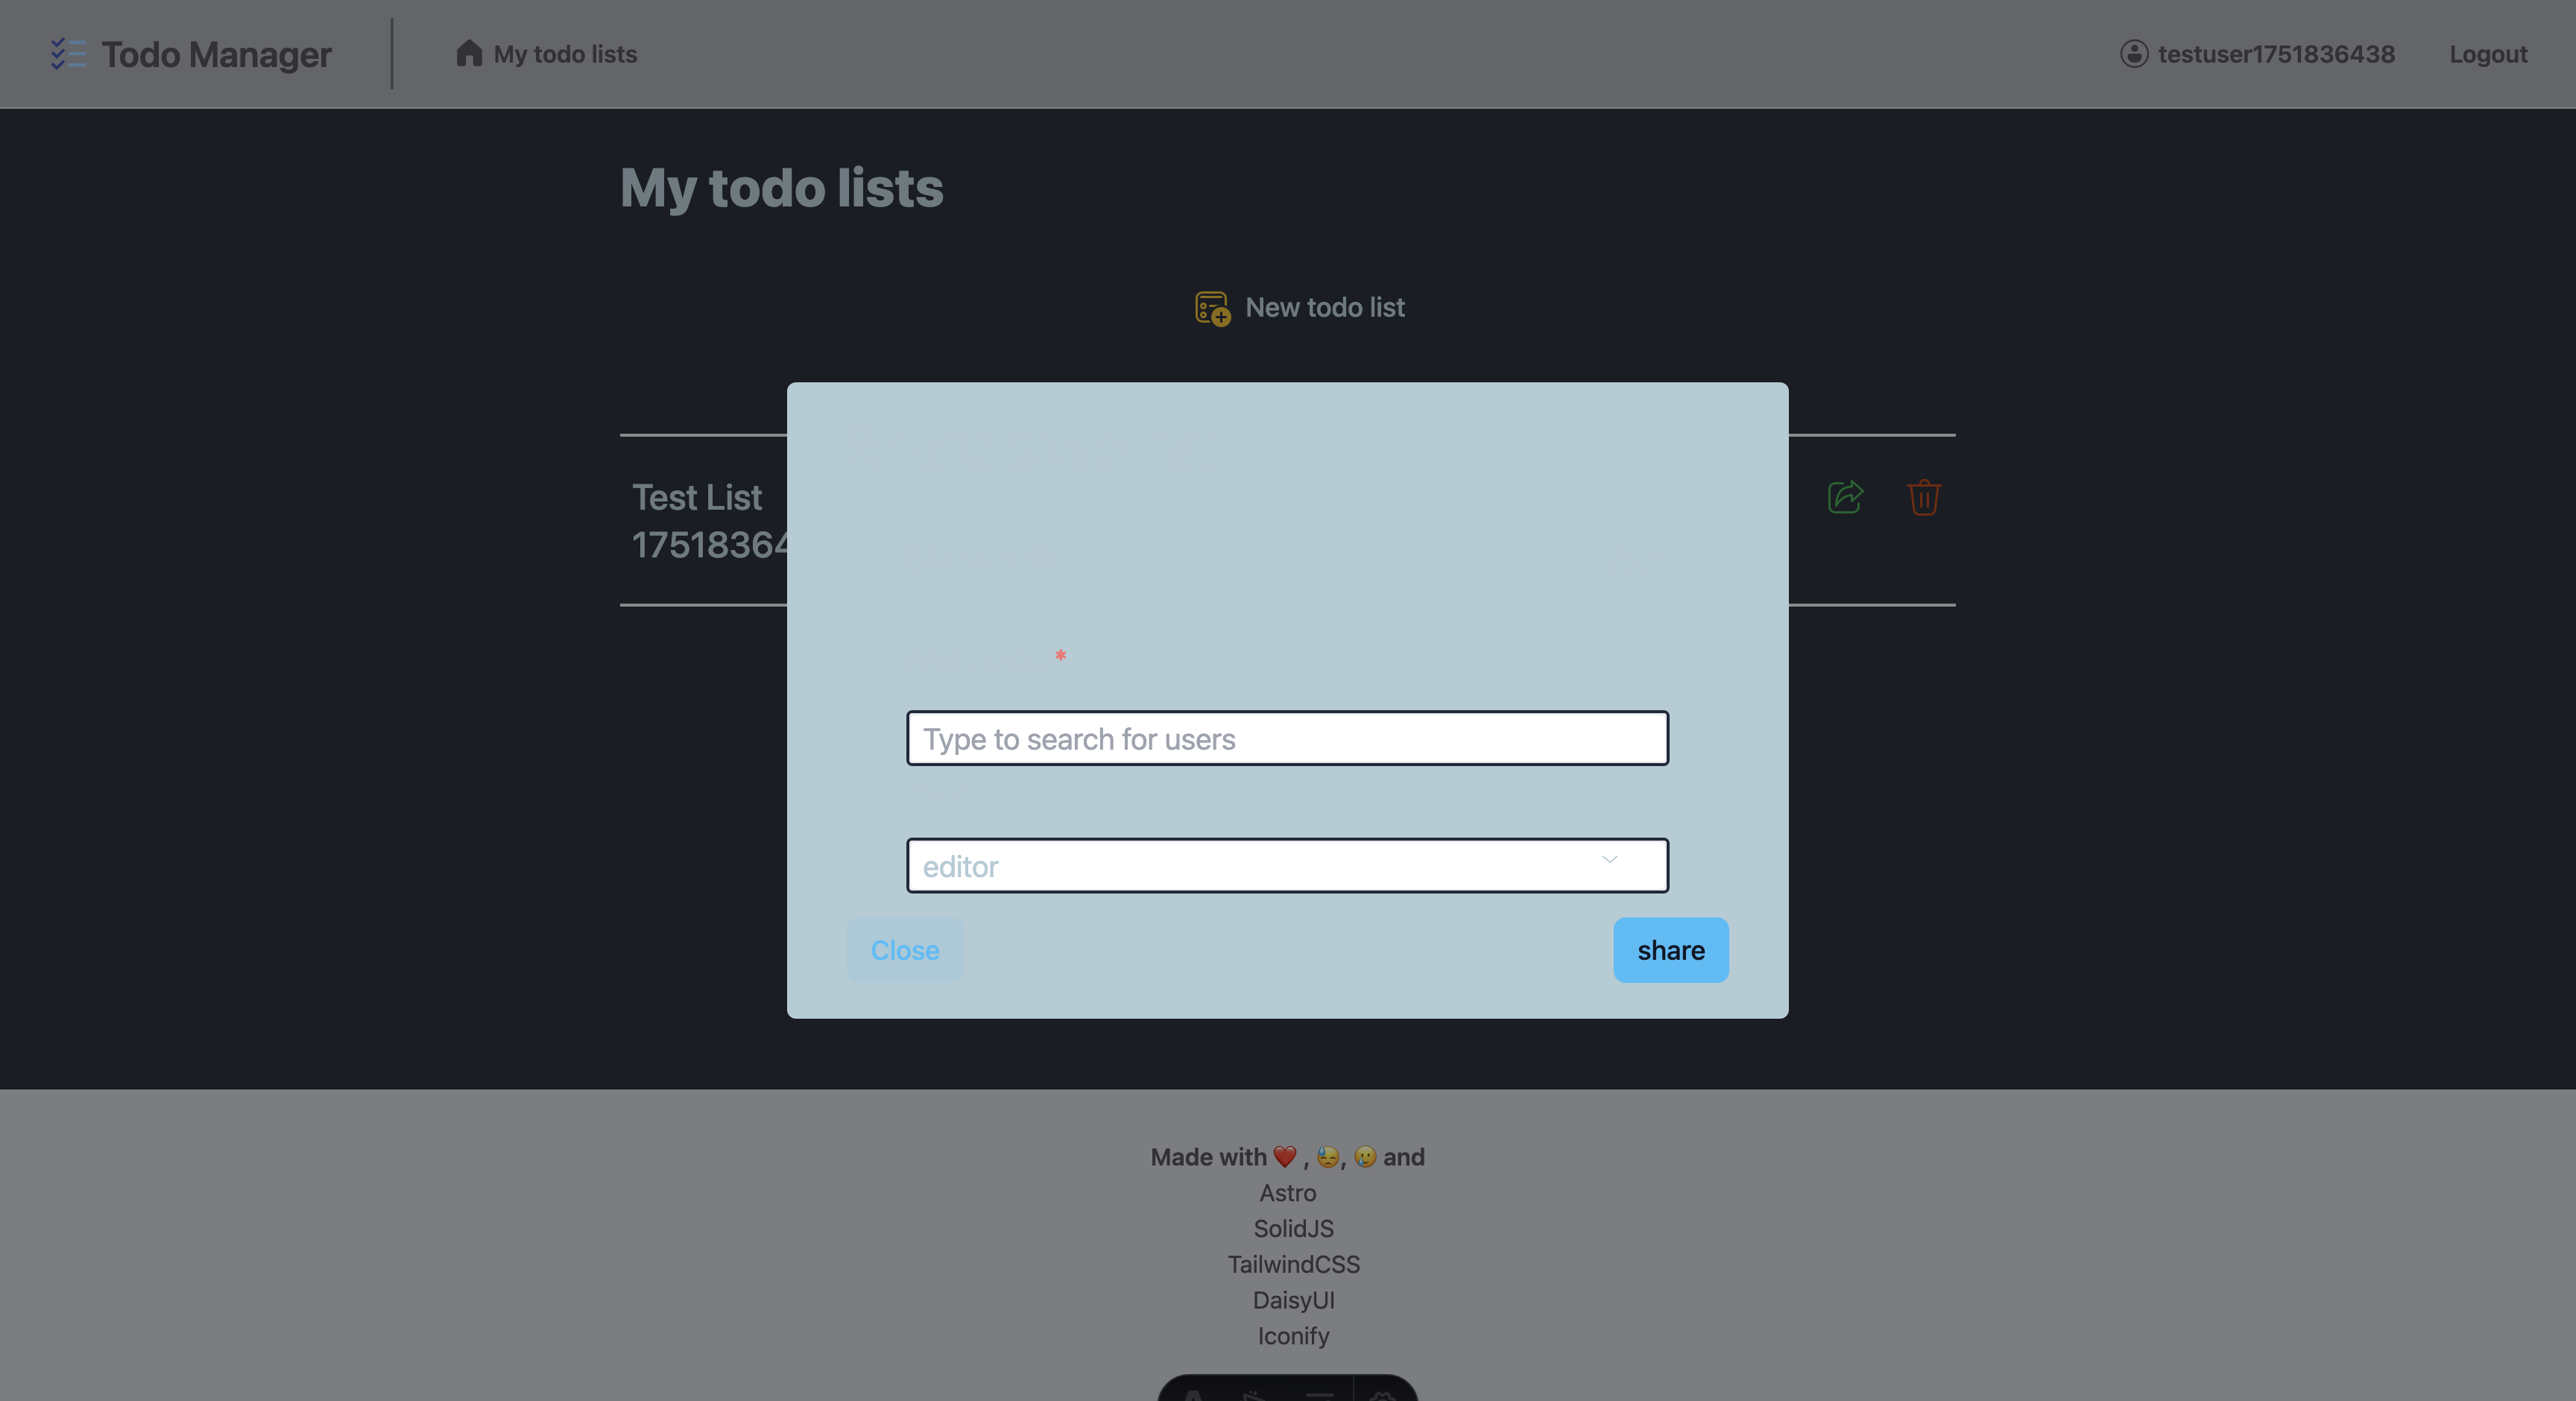 Todo Manager
My todo lists
testuser1751836438
Logout
My todo lists
New todo list
Test List
*
Type to search for users
editor
Close
share
Made with ❤️ , 😓, 🥲 and
Astro
SolidJS
TailwindCSS
DaisyUI
Iconify